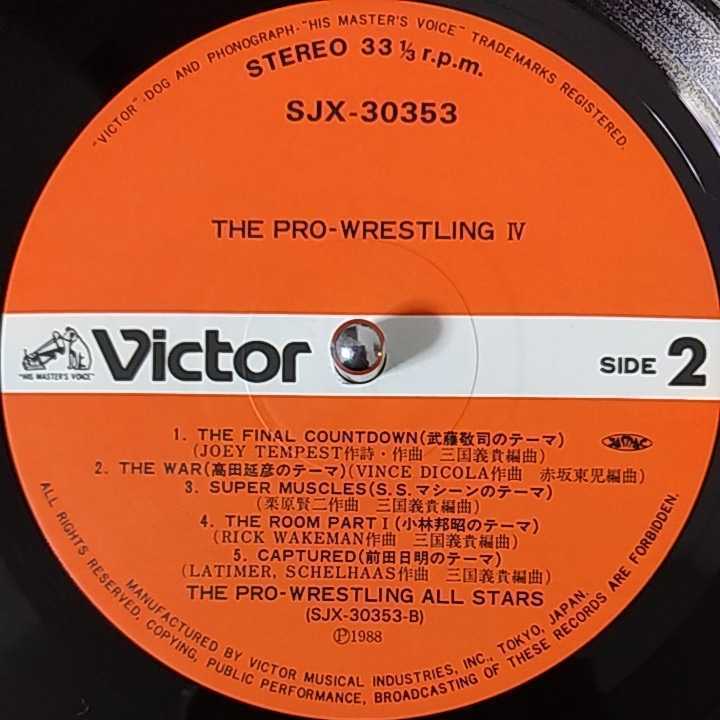 "VICTOR"-DOG AND PHONOGRAPH-"HIS MASTER'S VOICE" TRADEMARKS REGISTERED.
STEREO 33 1/3 r.p.m.
SJX-30353
THE PRO-WRESTLING Ⅳ
"HIS MASTER'S VOICE"
Victor
SIDE 2
1. THE FINAL COUNTDOWN(武藤敬司のテーマ)
(JOEY TEMPEST作詩・作曲 三国義貴編曲)
2. THE WAR(高田延彦のテーマ)(VINCE DICOLA作曲 赤坂東児編曲)
3. SUPER MUSCLES(S.S.マシーンのテーマ)
(栗原賢二作曲 三国義貴編曲)
4. THE ROOM PART Ⅰ(小林邦昭のテーマ)
(RICK WAKEMAN作曲 三国義貴編曲)
5. CAPTURED(前田日明のテーマ)
(LATIMER, SCHELHAAS作曲 三国義貴編曲)
THE PRO-WRESTLING ALL STARS
(SJX-30353-B)
Ⓟ1988
ALL RIGHTS RESERVED, COPYING, PUBLIC PERFORMANCE, BROADCASTING OF THESE RECORDS ARE FORBIDDEN.
MANUFACTURED BY VICTOR MUSICAL INDUSTRIES, INC., TOKYO, JAPAN.